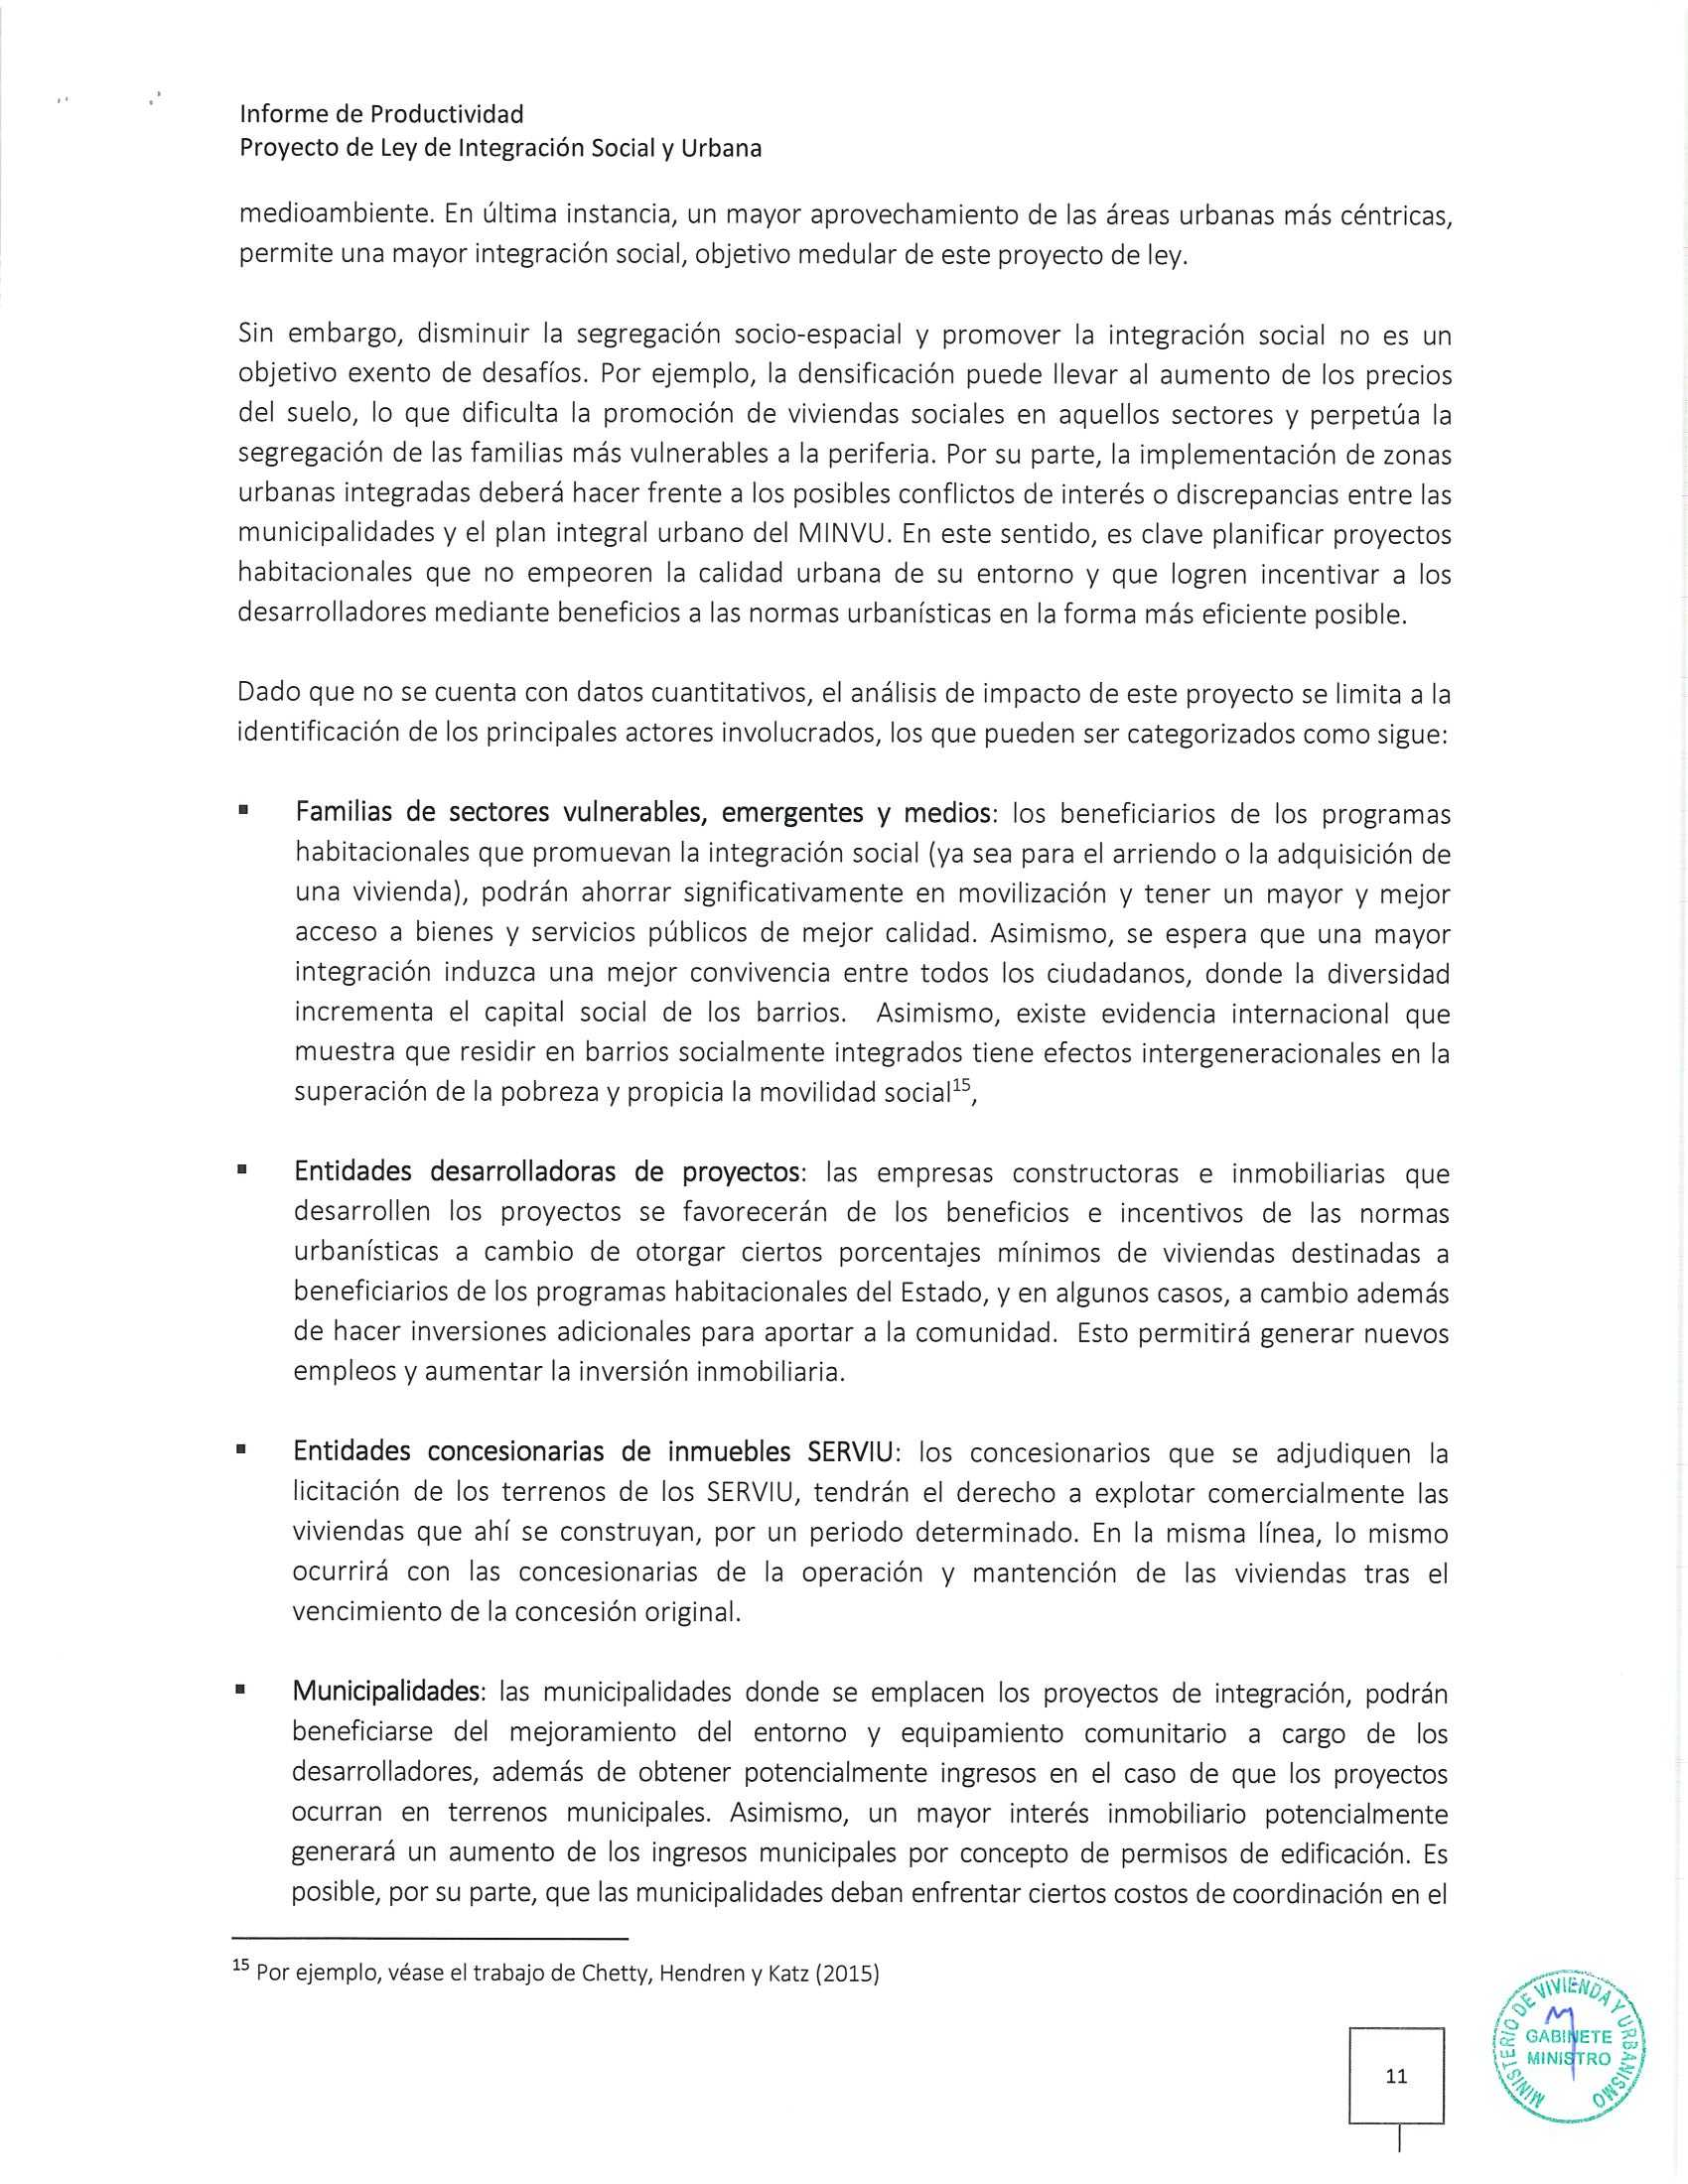 Informe de Productividad
Proyecto de Ley de Integración Social y Urbana
medioambiente. En última instancia, un mayor aprovechamiento de las áreas urbanas más céntricas,
permite una mayor integración social, objetivo medular de este proyecto de ley.
Sin embargo, disminuir la segregación socio-espacial y promover la integración social no es un
objetivo exento de desafíos. Por ejemplo, la densificación puede llevar al aumento de los precios
del suelo, lo que dificulta la promoción de viviendas sociales en aquellos sectores y perpetúa la
segregación de las familias más vulnerables a la periferia. Por su parte, la implementación de zonas
urbanas integradas deberá hacer frente a los posibles conflictos de interés o discrepancias entre las
municipalidades y el plan integral urbano del MINVU. En este sentido, es clave planificar proyectos
habitacionales que no empeoren la calidad urbana de su entorno y que logren incentivar a los
desarrolladores mediante beneficios a las normas urbanísticas en la forma más eficiente posible.
Dado que no se cuenta con datos cuantitativos, el análisis de impacto de este proyecto se limita a la
identificación de los principales actores involucrados, los que pueden ser categorizados como sigue:
▪ Familias de sectores vulnerables, emergentes y medios: los beneficiarios de los programas
habitacionales que promuevan la integración social (ya sea para el arriendo o la adquisición de
una vivienda), podrán ahorrar significativamente en movilización y tener un mayor y mejor
acceso a bienes y servicios públicos de mejor calidad. Asimismo, se espera que una mayor
integración induzca una mejor convivencia entre todos los ciudadanos, donde la diversidad
incrementa el capital social de los barrios. Asimismo, existe evidencia internacional que
muestra que residir en barrios socialmente integrados tiene efectos intergeneracionales en la
superación de la pobreza y propicia la movilidad social15,
▪ Entidades desarrolladoras de proyectos: las empresas constructoras e inmobiliarias que
desarrollen los proyectos se favorecerán de los beneficios e incentivos de las normas
urbanísticas a cambio de otorgar ciertos porcentajes mínimos de viviendas destinadas a
beneficiarios de los programas habitacionales del Estado, y en algunos casos, a cambio además
de hacer inversiones adicionales para aportar a la comunidad. Esto permitirá generar nuevos
empleos y aumentar la inversión inmobiliaria.
▪ Entidades concesionarias de inmuebles SERVIU: los concesionarios que se adjudiquen la
licitación de los terrenos de los SERVIU, tendrán el derecho a explotar comercialmente las
viviendas que ahí se construyan, por un periodo determinado. En la misma línea, lo mismo
ocurrirá con las concesionarias de la operación y mantención de las viviendas tras el
vencimiento de la concesión original.
▪ Municipalidades: las municipalidades donde se emplacen los proyectos de integración, podrán
beneficiarse del mejoramiento del entorno y equipamiento comunitario a cargo de los
desarrolladores, además de obtener potencialmente ingresos en el caso de que los proyectos
ocurran en terrenos municipales. Asimismo, un mayor interés inmobiliario potencialmente
generará un aumento de los ingresos municipales por concepto de permisos de edificación. Es
posible, por su parte, que las municipalidades deban enfrentar ciertos costos de coordinación en el
15 Por ejemplo, véase el trabajo de Chetty, Hendren y Katz (2015)
MINISTERIO DE VIVIENDA Y URBANISMO
GABINETE
MINISTRO
11